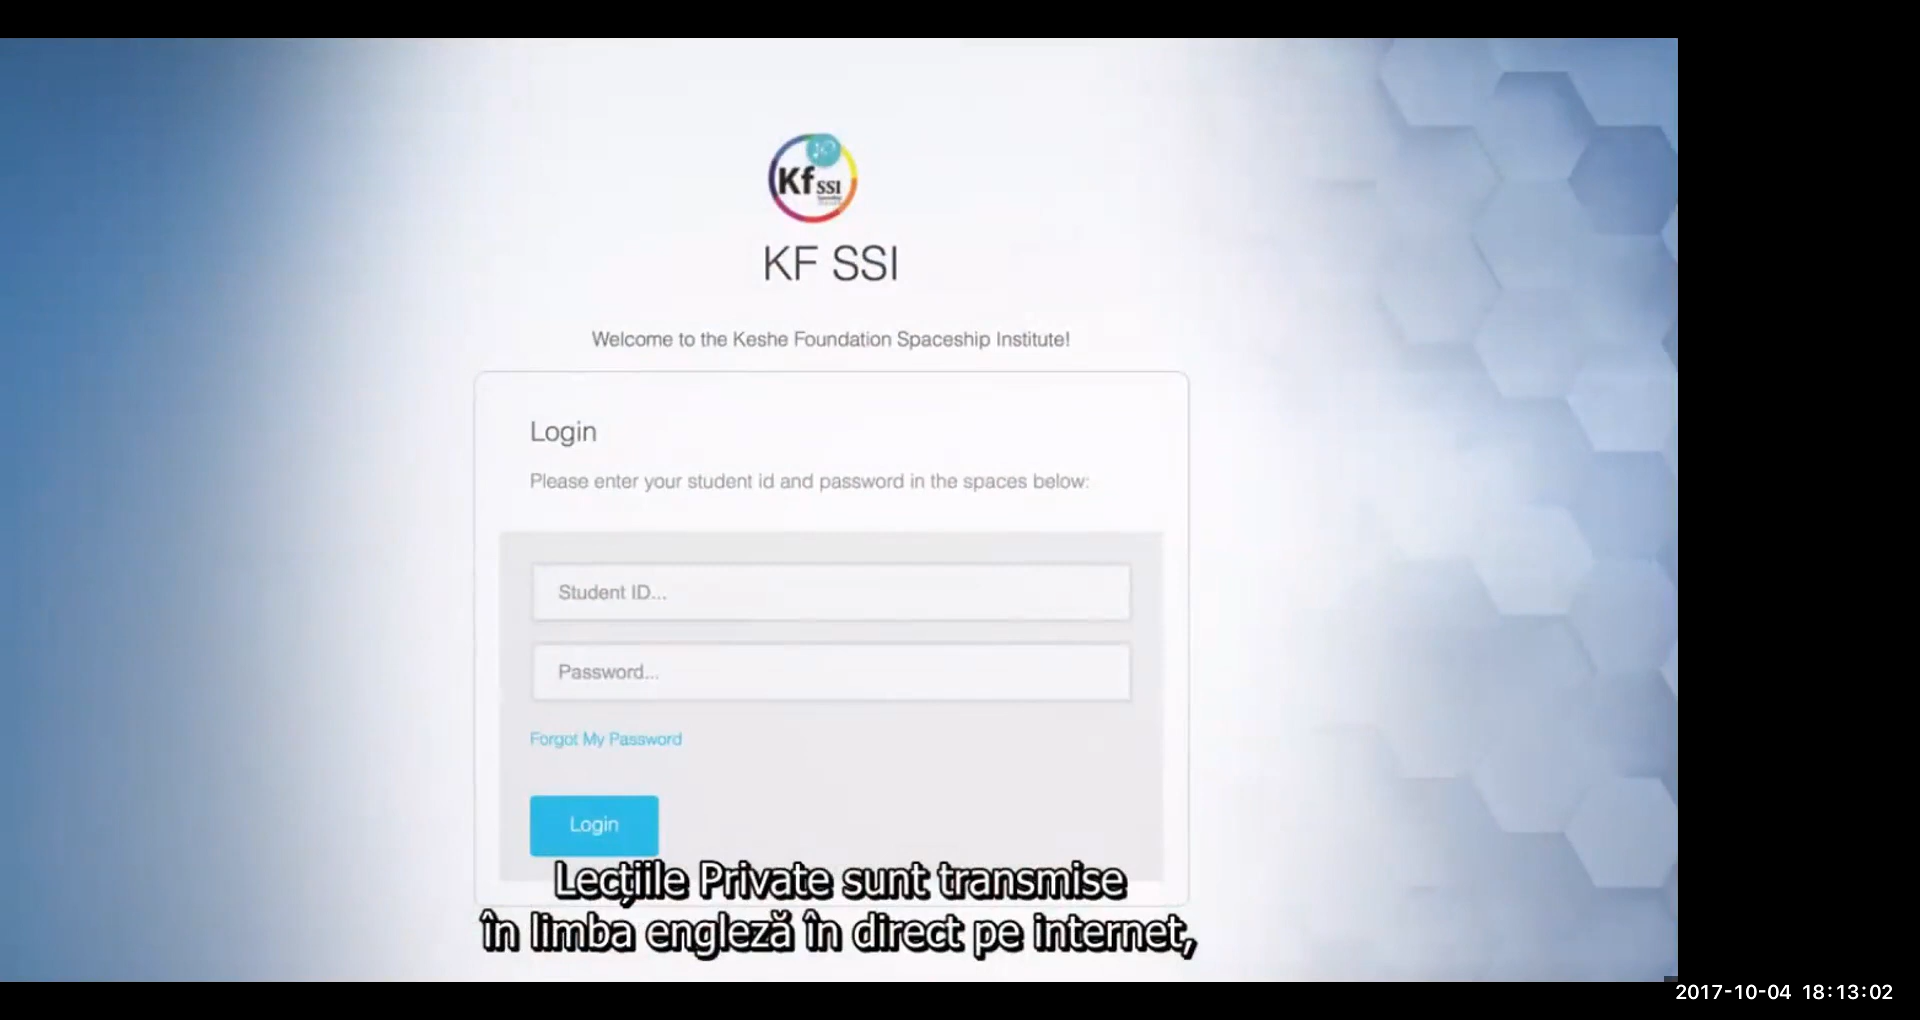 Kf SSI
KF SSI
Welcome to the Keshe Foundation Spaceship Institute!
Login
Please enter your student id and password in the spaces below:
Student ID...
Password...
Forgot My Password
Login
Lecțiile Private sunt transmise
în limba engleză în direct pe internet,
2017-10-04 18:13:02